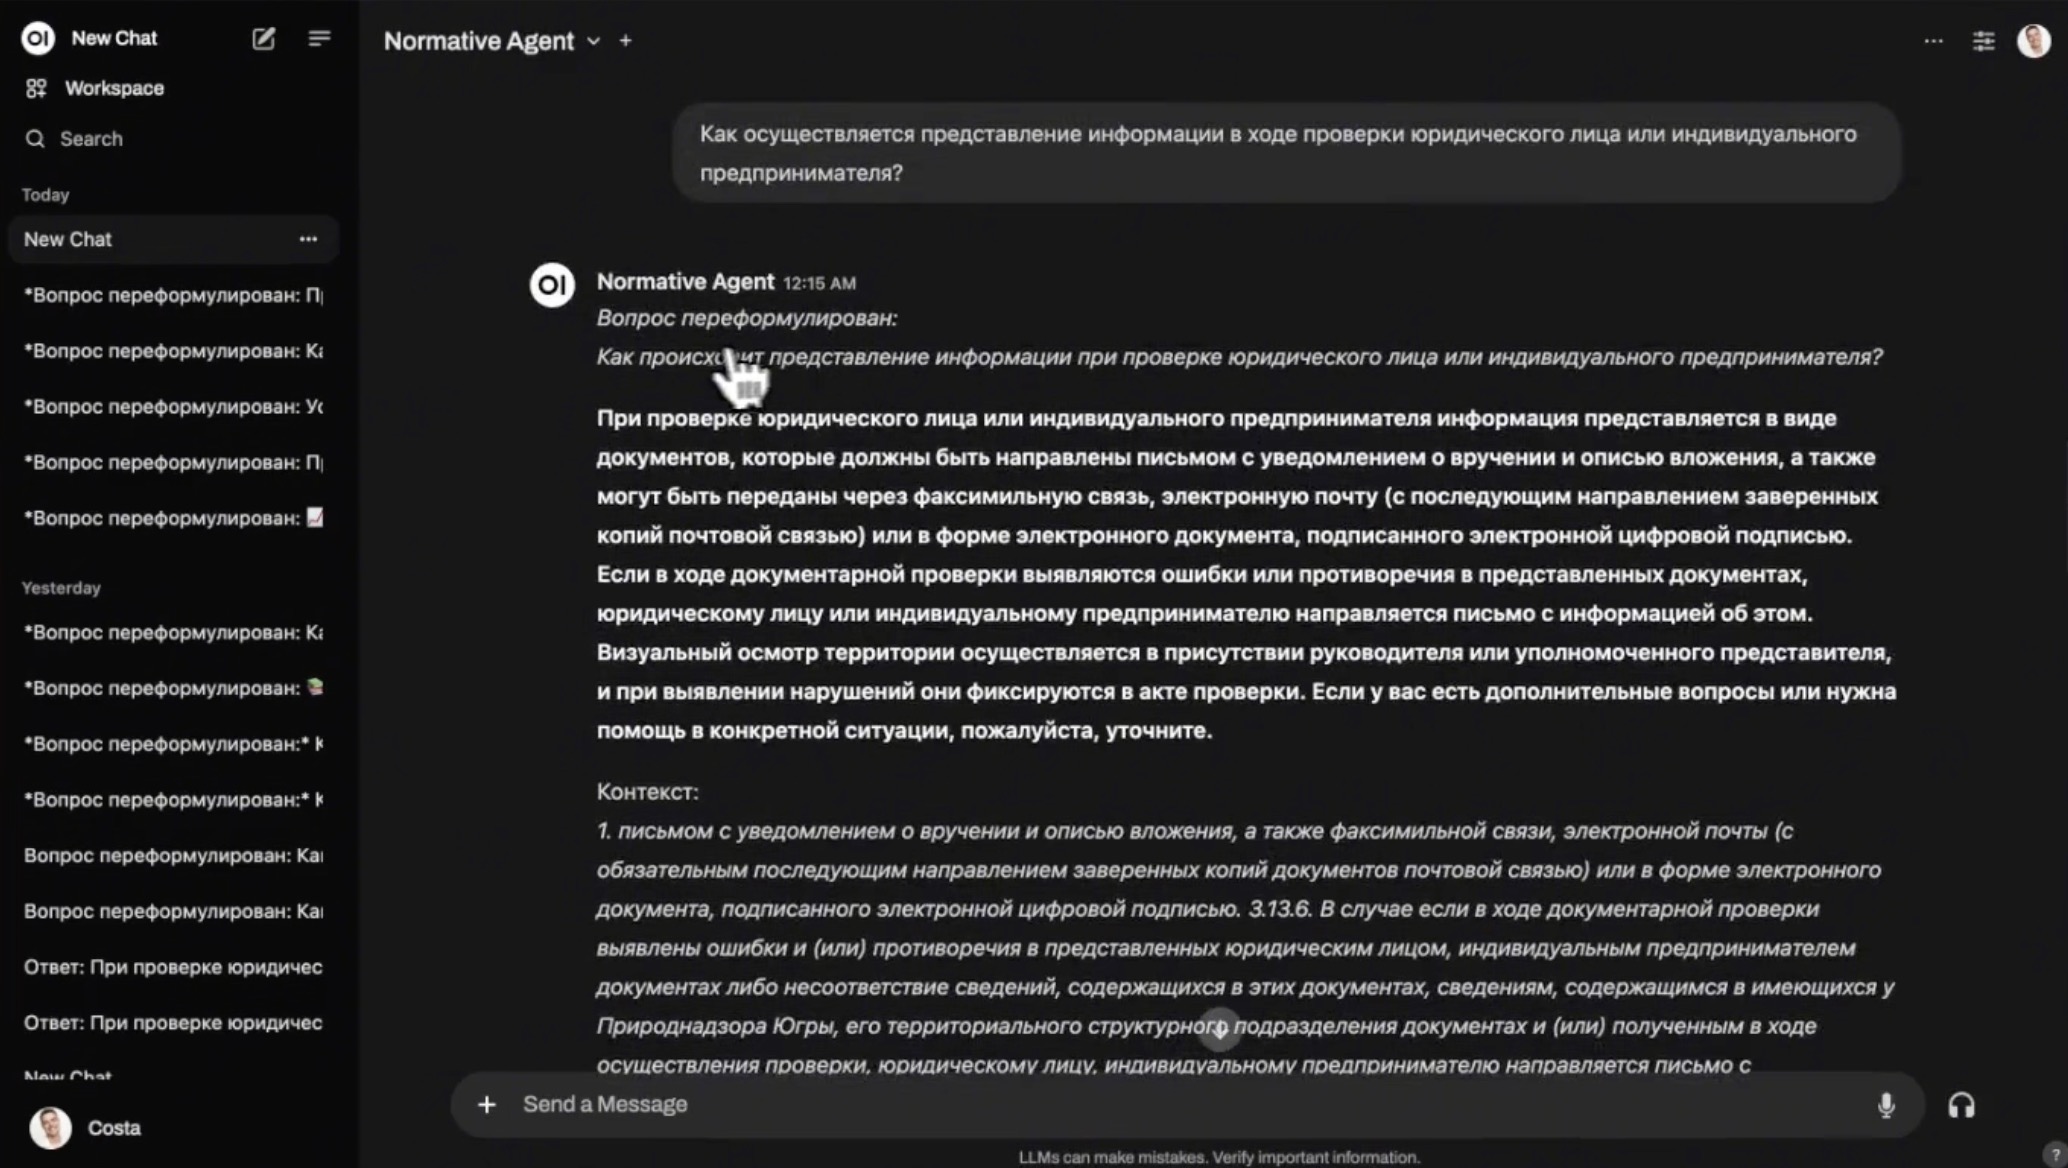 OI New Chat
Workspace
Search
Today
New Chat
*Вопрос переформулирован: П
*Вопрос переформулирован: Ка
*Вопрос переформулирован: Ус
*Вопрос переформулирован: П
*Вопрос переформулирован:
Yesterday
*Вопрос переформулирован: Ка
*Вопрос переформулирован:
*Вопрос переформулирован:* К
*Вопрос переформулирован:* К
Вопрос переформулирован: Как
Вопрос переформулирован: Как
Ответ: При проверке юридичес
Ответ: При проверке юридичес
New Chat
Costa
Normative Agent
Как осуществляется представление информации в ходе проверки юридического лица или индивидуального
предпринимателя?
OI Normative Agent 12:15 AM
Вопрос переформулирован:
Как происходит представление информации при проверке юридического лица или индивидуального предпринимателя?
При проверке юридического лица или индивидуального предпринимателя информация представляется в виде
документов, которые должны быть направлены письмом с уведомлением о вручении и описью вложения, а также
могут быть переданы через факсимильную связь, электронную почту (с последующим направлением заверенных
копий почтовой связью) или в форме электронного документа, подписанного электронной цифровой подписью.
Если в ходе документарной проверки выявляются ошибки или противоречия в представленных документах,
юридическому лицу или индивидуальному предпринимателю направляется письмо с информацией об этом.
Визуальный осмотр территории осуществляется в присутствии руководителя или уполномоченного представителя,
и при выявлении нарушений они фиксируются в акте проверки. Если у вас есть дополнительные вопросы или нужна
помощь в конкретной ситуации, пожалуйста, уточните.
Контекст:
1. письмом с уведомлением о вручении и описью вложения, а также факсимильной связи, электронной почты (с
обязательным последующим направлением заверенных копий документов почтовой связью) или в форме электронного
документа, подписанного электронной цифровой подписью. 3.13.6. В случае если в ходе документарной проверки
выявлены ошибки и (или) противоречия в представленных юридическим лицом, индивидуальным предпринимателем
документах либо несоответствие сведений, содержащихся в этих документах, сведениям, содержащимся в имеющихся у
Природнадзора Югры, его территориального структурного подразделения документах и (или) полученным в ходе
осуществления проверки, юридическому лицу, индивидуальному предпринимателю направляется письмо с
Send a Message
LLMs can make mistakes. Verify important information.
?